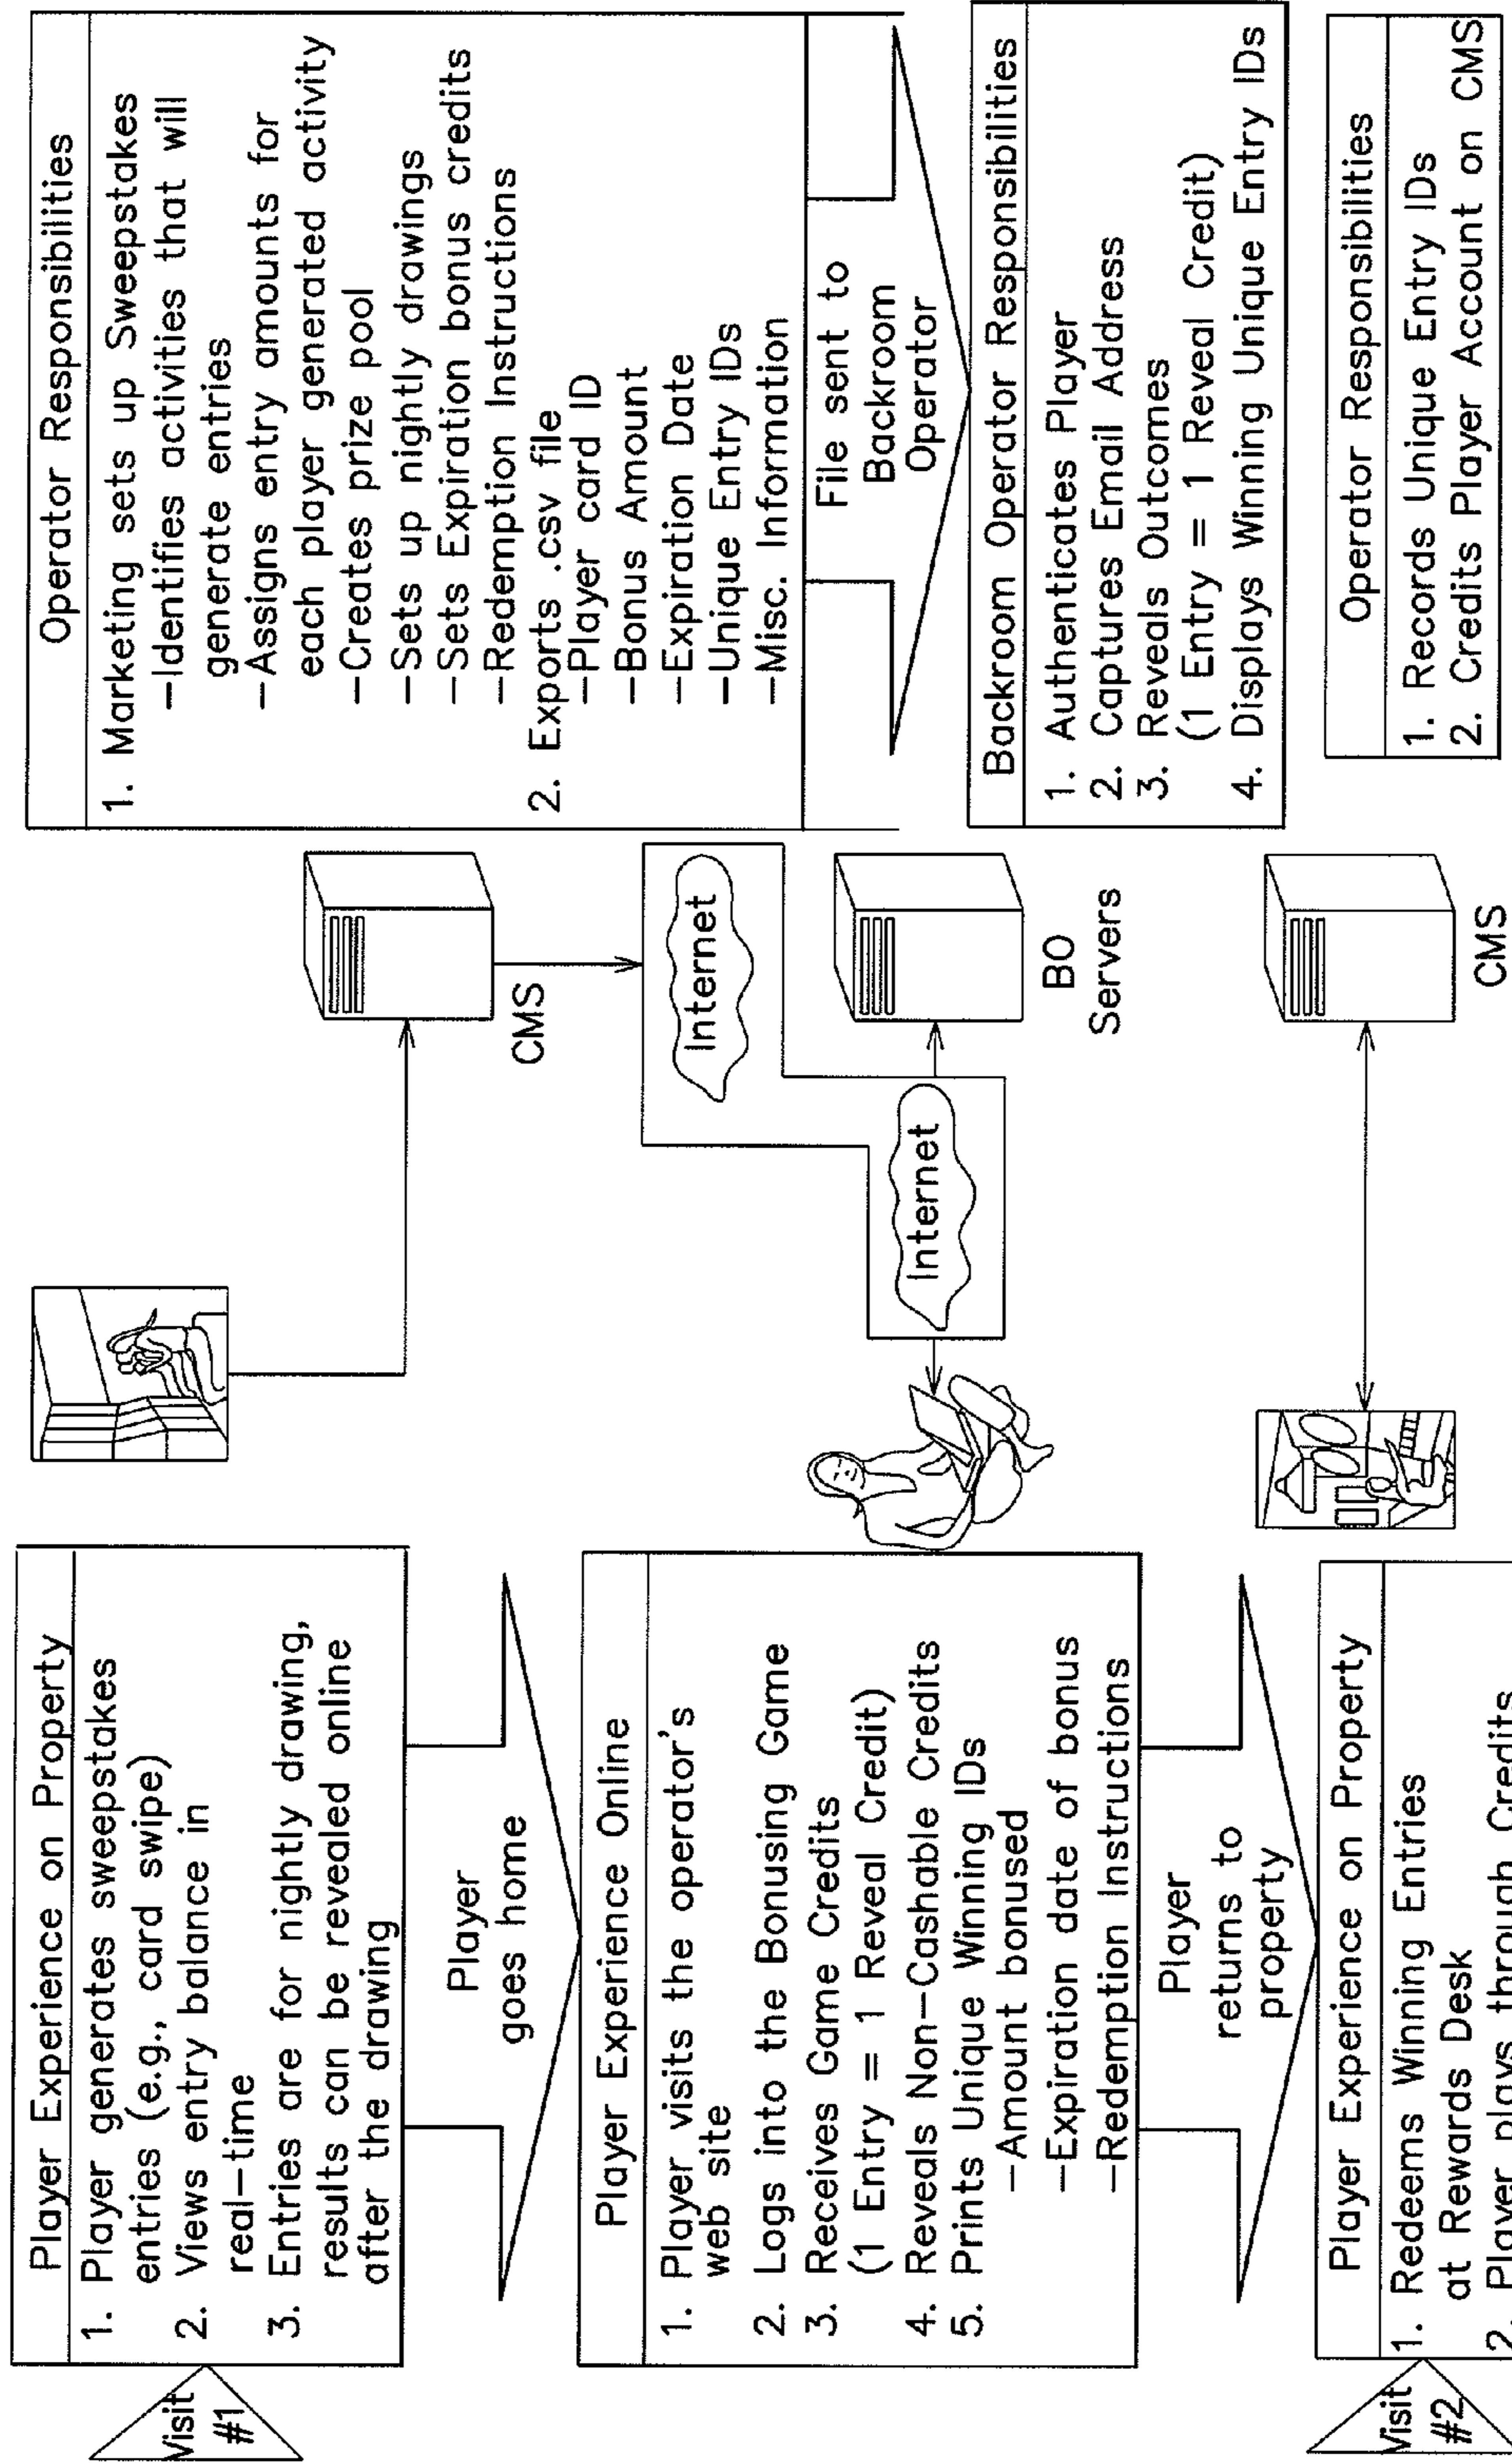 Visit
#1
Player Experience on Property
1. Player generates sweepstakes
entries (e.g., card swipe)
2. Views entry balance in
real-time
3. Entries are for nightly drawing,
results can be revealed online
after the drawing
Player
goes home
Player Experience Online
1. Player visits the operator's
web site
2. Logs into the Bonusing Game
3. Receives Game Credits
(1 Entry = 1 Reveal Credit)
4. Reveals Non-Cashable Credits
5. Prints Unique Winning IDs
-Amount bonused
-Expiration date of bonus
-Redemption Instructions
Player
returns to
property
Visit
#2
Player Experience on Property
1. Redeems Winning Entries
at Rewards Desk
2. Player plays through Credits
CMS
Internet
Internet
BO
Servers
CMS
Operator Responsibilities
1. Marketing sets up Sweepstakes
-Identifies activities that will
generate entries
-Assigns entry amounts for
each player generated activity
-Creates prize pool
-Sets up nightly drawings
-Sets Expiration bonus credits
-Redemption Instructions
2. Exports .csv file
-Player card ID
-Bonus Amount
-Expiration Date
-Unique Entry IDs
-Misc. Information
File sent to
Backroom
Operator
Backroom Operator Responsibilities
1. Authenticates Player
2. Captures Email Address
3. Reveals Outcomes
(1 Entry = 1 Reveal Credit)
4. Displays Winning Unique Entry IDs
Operator Responsibilities
1. Records Unique Entry IDs
2. Credits Player Account on CMS